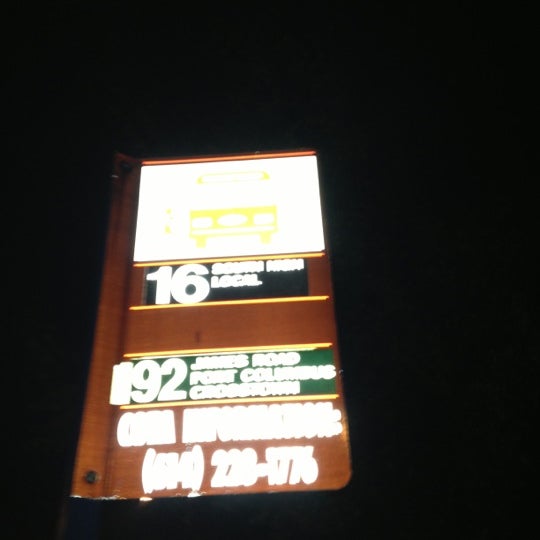 16 SOUTH HIGH
LOCAL
92 JAMES ROAD
PORT COLUMBUS
CROSSTOWN
COTA INFORMATION:
(614) 228-1776